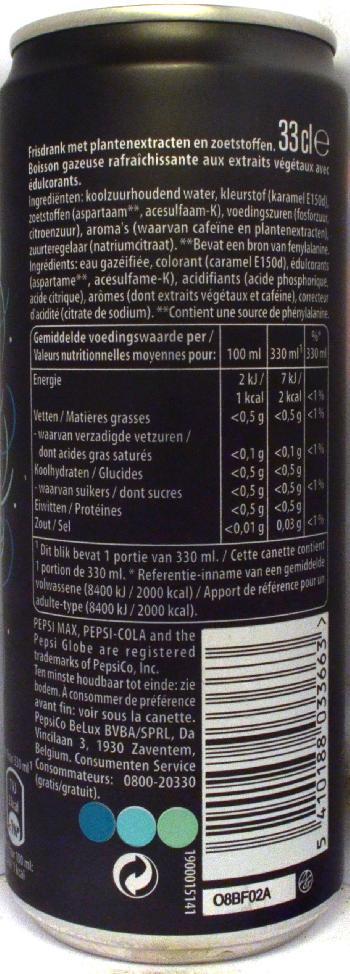 Frisdrank met plantenextracten en zoetstoffen. 33 cl e
Boisson gazeuse rafraîchissante aux extraits végétaux avec
édulcorants.
Ingrediënten: koolzuurhoudend water, kleurstof (karamel E150d),
zoetstoffen (aspartaam**, acesulfaam-K), voedingszuren (fosforzuur,
citroenzuur), aroma's (waarvan cafeïne en plantenextracten),
zuurteregelaar (natriumcitraat). **Bevat een bron van fenylalanine.
Ingrédients: eau gazéifiée, colorant (caramel E150d), édulcorants
(aspartame**, acésulfame-K), acidifiants (acide phosphorique,
acide citrique), arômes (dont extraits végétaux et caféine), correcteur
d'acidité (citrate de sodium). **Contient une source de phénylalanine.
Gemiddelde voedingswaarde per /
Valeurs nutritionnelles moyennes pour: 100 ml 330 ml¹ %* 330 ml
Energie 2 kJ / 7 kJ /
1 kcal 2 kcal <1%
Vetten / Matières grasses <0,5 g <0,5 g <1%
- waarvan verzadigde vetzuren /
dont acides gras saturés <0,1 g <0,1 g <1%
Koolhydraten / Glucides <0,5 g <0,5 g
- waarvan suikers / dont sucres <0,5 g <0,5 g <1%
Eiwitten / Protéines <0,5 g <0,5 g
Zout / Sel <0,01 g 0,03 g <1%
¹ Dit blik bevat 1 portie van 330 ml. / Cette canette contient
1 portion de 330 ml. * Referentie-inname van een gemiddelde
volwassene (8400 kJ / 2000 kcal) / Apport de référence pour un
adulte-type (8400 kJ / 2000 kcal).
PEPSI MAX, PEPSI-COLA and the
Pepsi Globe are registered
trademarks of PepsiCo, Inc.
Ten minste houdbaar tot einde: zie
bodem. A consommer de préférence
avant fin: voir sous la canette.
PepsiCo BeLux BVBA/SPRL, Da
Vincilaan 3, 1930 Zaventem,
Belgium. Consumenten Service
Consommateurs: 0800-20330
(gratis/gratuit).
5 410188 033663 >
1900015141
O8BF02A